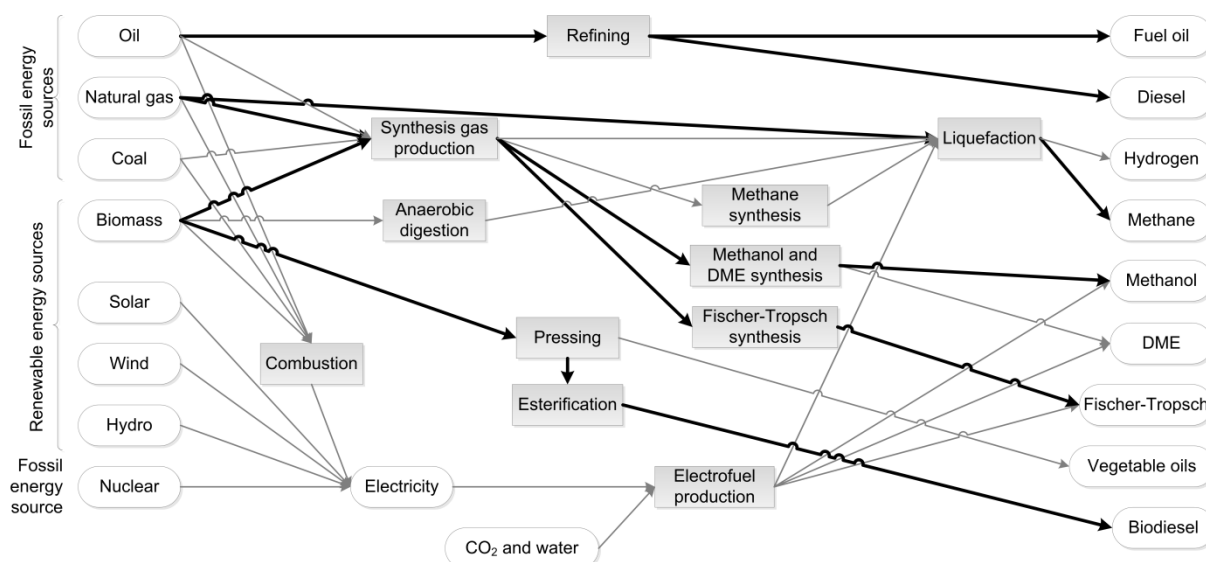 Fossil energy
sources
Renewable energy sources
Fossil
energy
source
Oil
Natural gas
Coal
Biomass
Solar
Wind
Hydro
Nuclear
Combustion
Electricity
CO₂ and water
Refining
Synthesis gas
production
Anaerobic
digestion
Pressing
Esterification
Methane
synthesis
Methanol and
DME synthesis
Fischer-Tropsch
synthesis
Electrofuel
production
Liquefaction
Fuel oil
Diesel
Hydrogen
Methane
Methanol
DME
Fischer-Tropsch
Vegetable oils
Biodiesel